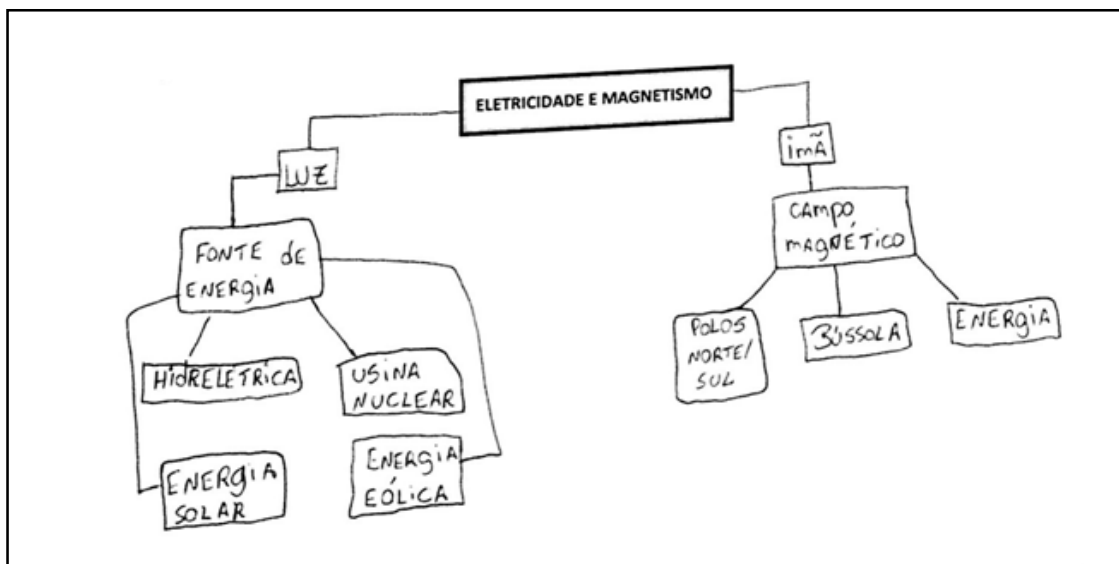 ELETRICIDADE E MAGNETISMO
LUZ
imÃ
FONTE dE
ENERgiA
CAmpo
mAgNÉTiCO
HidRELÉTRiCA
USiNA
NUCLEAR
ENERgiA
SOLAR
ENERgiA
EÓLiCA
POLOS
NORTE/
SUL
BÚSSOLA
ENERgiA